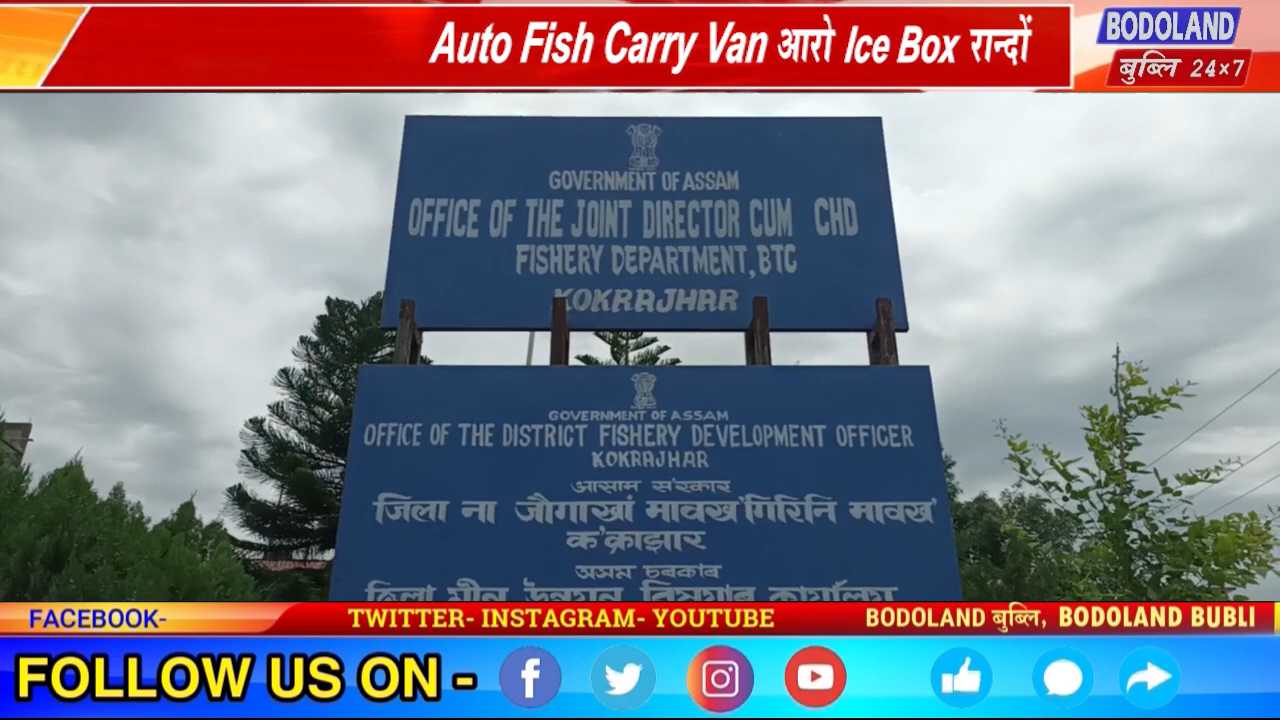 Auto Fish Carry Van आरो Ice Box रान्दों
BODOLAND
बुब्लि 24×7
GOVERNMENT OF ASSAM
OFFICE OF THE JOINT DIRECTOR CUM CHD
FISHERY DEPARTMENT, BTC
KOKRAJHAR
GOVERNMENT OF ASSAM
OFFICE OF THE DISTRICT FISHERY DEVELOPMENT OFFICER
KOKRAJHAR
आसाम सरकार
जिला ना जौगाखां मावख'गिरिनि मावख'
क'क्राझार
FACEBOOK- TWITTER- INSTAGRAM- YOUTUBE BODOLAND बुब्लि, BODOLAND BUBLI
FOLLOW US ON -